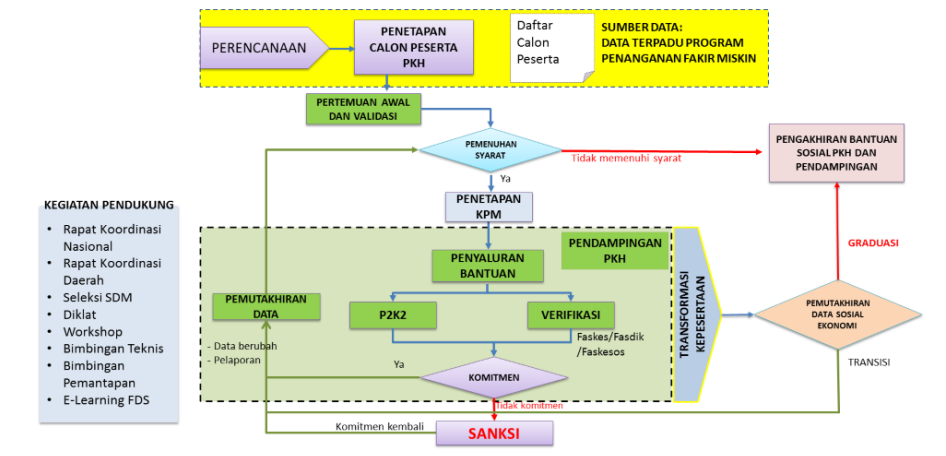 PERENCANAAN
PENETAPAN
CALON PESERTA
PKH
Daftar
Calon
Peserta
SUMBER DATA:
DATA TERPADU PROGRAM
PENANGANAN FAKIR MISKIN
PERTEMUAN AWAL
DAN VALIDASI
PEMENUHAN
SYARAT
Tidak memenuhi syarat
PENGAKHIRAN BANTUAN
SOSIAL PKH DAN
PENDAMPINGAN
Ya
PENETAPAN
KPM
KEGIATAN PENDUKUNG
• Rapat Koordinasi
Nasional
• Rapat Koordinasi
Daerah
• Seleksi SDM
• Diklat
• Workshop
• Bimbingan Teknis
• Bimbingan
Pemantapan
• E-Learning FDS
PENDAMPINGAN
PKH
PENYALURAN
BANTUAN
PEMUTAKHIRAN
DATA
P2K2
VERIFIKASI
- Data berubah
- Pelaporan
Faskes/Fasdik
/Faskesos
Ya
KOMITMEN
Tidak komitmen
Komitmen kembali
SANKSI
TRANSFORMASI
KEPESERTAAN
GRADUASI
PEMUTAKHIRAN
DATA SOSIAL
EKONOMI
TRANSISI